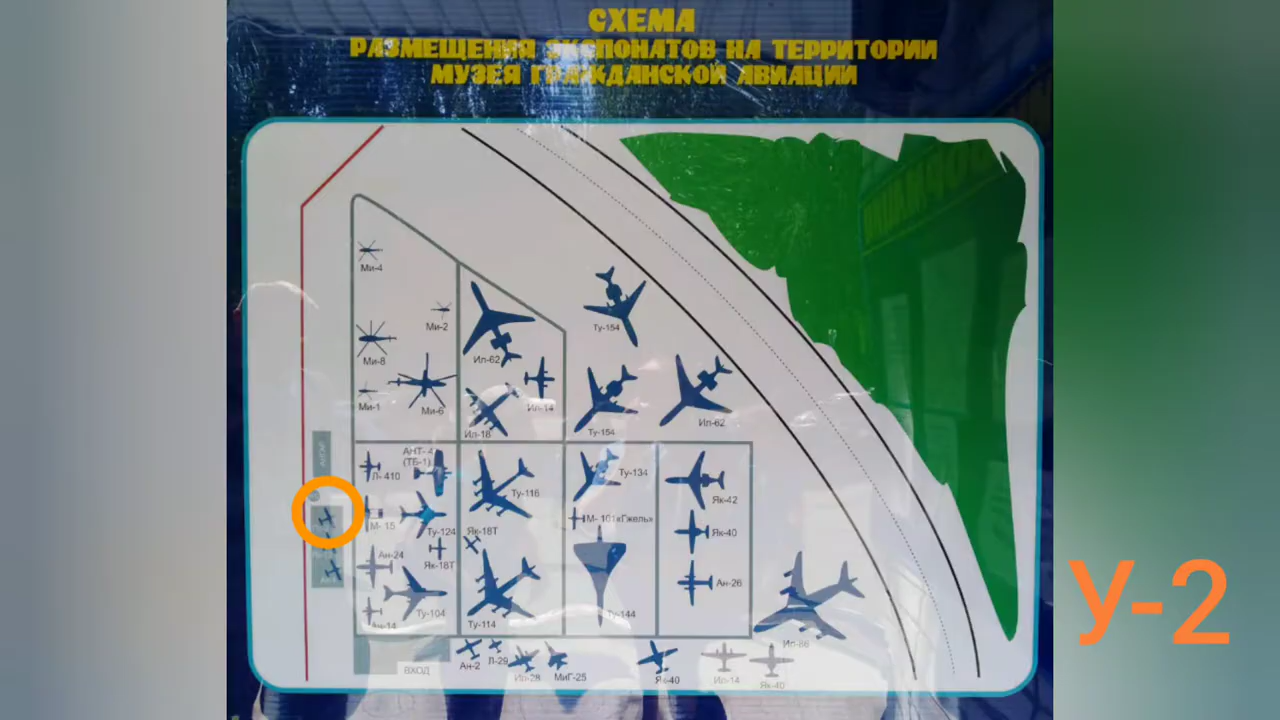 СХЕМА
РАЗМЕЩЕНИЯ ЭКСПОНАТОВ НА ТЕРРИТОРИИ
МУЗЕЯ ГРАЖДАНСКОЙ АВИАЦИИ
Ми-4
Ми-2
Ту-154
Ми-8
Ил-62
Ми-1
Ми-6
Ил-14
Ил-18
Ту-154
Ил-62
АНТ-4
(ТБ-1)
Л-410
Ту-116
Ту-134
Як-42
М-15
Ту-124
Як-18Т
М-101«Гжель»
Як-40
Ан-24
Як-18Т
Ан-26
Ан-14
Ту-104
Ту-114
Ту-144
Ил-86
ВХОД
Ан-2
Л-29
Ил-28
МиГ-25
Як-40
Ил-14
Як-40
У-2